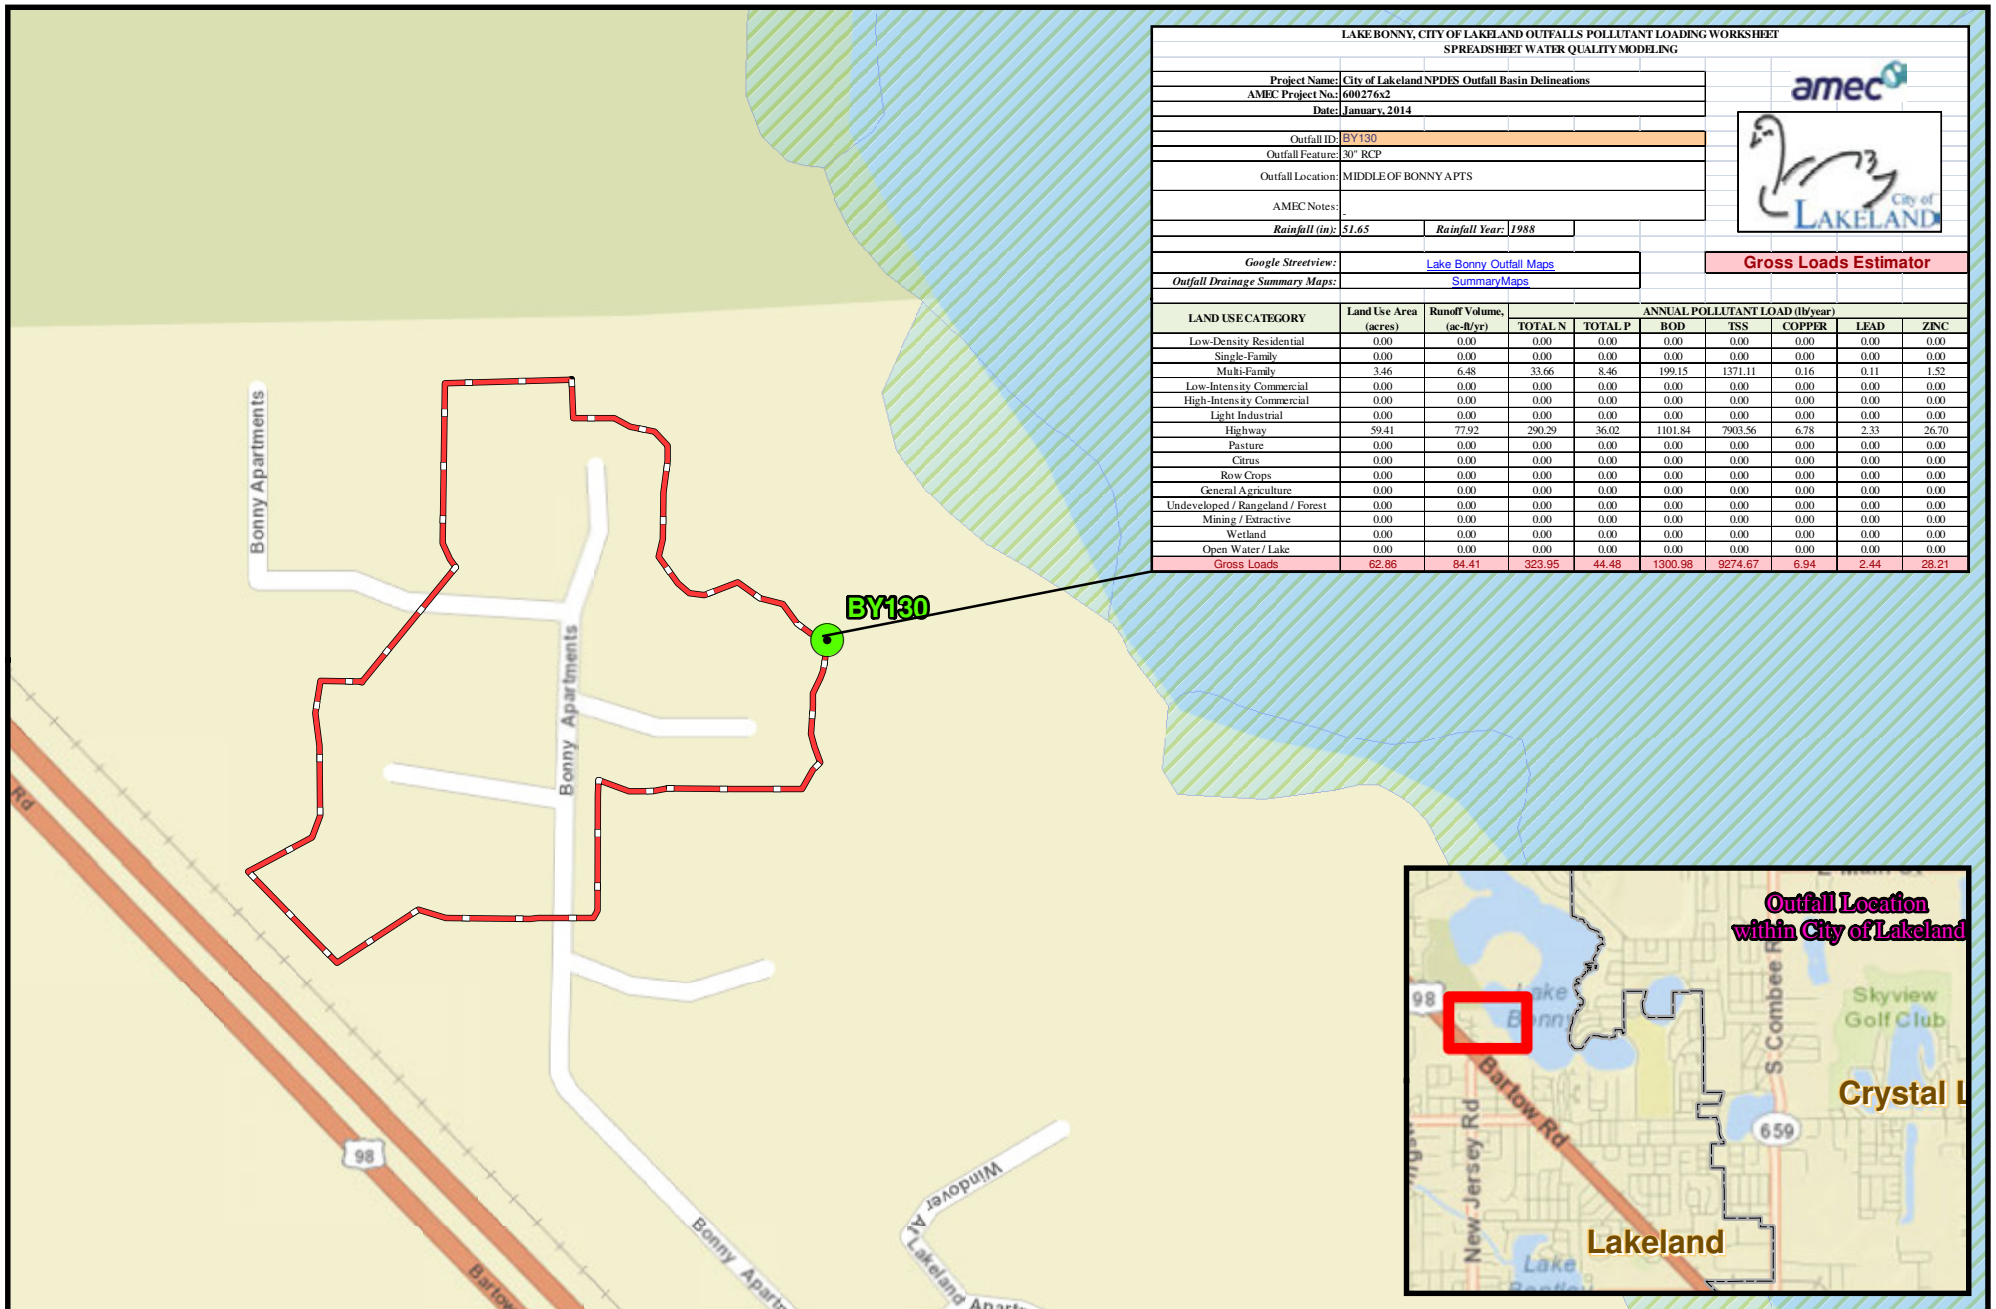 LAKE BONNY, CITY OF LAKELAND OUTFALLS POLLUTANT LOADING WORKSHEET
SPREADSHEET WATER QUALITY MODELING
Project Name: City of Lakeland NPDES Outfall Basin Delineations
AMEC Project No.: 600276x2
Date: January, 2014
amec
Outfall ID: BY130
Outfall Feature: 30" RCP
Outfall Location: MIDDLE OF BONNY APTS
AMEC Notes: -
City of
LAKELAND
Rainfall (in): 51.65 Rainfall Year: 1988
Google Streetview: Lake Bonny Outfall Maps
Gross Loads Estimator
Outfall Drainage Summary Maps: SummaryMaps
LAND USE CATEGORY Land Use Area (acres) Runoff Volume, (ac-ft/yr) ANNUAL POLLUTANT LOAD (lb/year)
TOTAL N TOTAL P BOD TSS COPPER LEAD ZINC
Low-Density Residential 0.00 0.00 0.00 0.00 0.00 0.00 0.00 0.00 0.00
Single-Family 0.00 0.00 0.00 0.00 0.00 0.00 0.00 0.00 0.00
Multi-Family 3.46 6.48 33.66 8.46 199.15 1371.11 0.16 0.11 1.52
Low-Intensity Commercial 0.00 0.00 0.00 0.00 0.00 0.00 0.00 0.00 0.00
High-Intensity Commercial 0.00 0.00 0.00 0.00 0.00 0.00 0.00 0.00 0.00
Light Industrial 0.00 0.00 0.00 0.00 0.00 0.00 0.00 0.00 0.00
Highway 59.41 77.92 290.29 36.02 1101.84 7903.56 6.78 2.33 26.70
Pasture 0.00 0.00 0.00 0.00 0.00 0.00 0.00 0.00 0.00
Citrus 0.00 0.00 0.00 0.00 0.00 0.00 0.00 0.00 0.00
Row Crops 0.00 0.00 0.00 0.00 0.00 0.00 0.00 0.00 0.00
General Agriculture 0.00 0.00 0.00 0.00 0.00 0.00 0.00 0.00 0.00
Undeveloped / Rangeland / Forest 0.00 0.00 0.00 0.00 0.00 0.00 0.00 0.00 0.00
Mining / Extractive 0.00 0.00 0.00 0.00 0.00 0.00 0.00 0.00 0.00
Wetland 0.00 0.00 0.00 0.00 0.00 0.00 0.00 0.00 0.00
Open Water / Lake 0.00 0.00 0.00 0.00 0.00 0.00 0.00 0.00 0.00
Gross Loads 62.86 84.41 323.95 44.48 1300.98 9274.67 6.94 2.44 28.21
Bonny Apartments
BY130
Bonny Apartments
Rd
98
Bartow
Bonny
Windover
Lakeland
Outfall Location
within City of Lakeland
98
Lake
Bonny
S Combee R
Skyview
Golf Club
Crystal L
Bartow Rd
New Jersey Rd
659
Lakeland
Lake